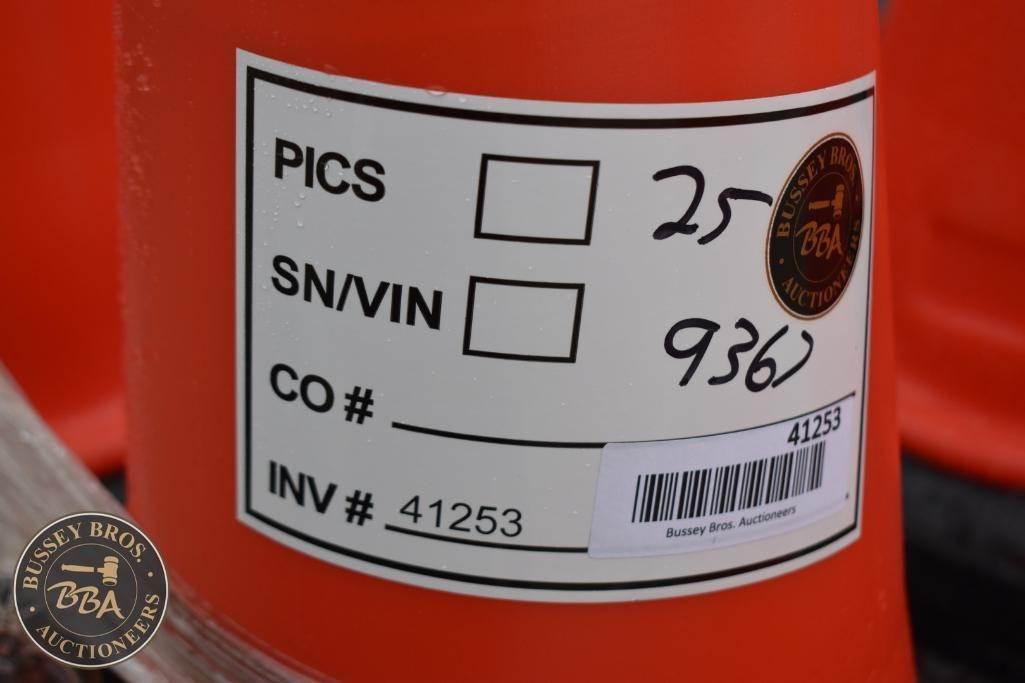 PICS 25
BUSSEY BROS.
BBA
AUCTIONEERS
SN/VIN
CO #
41253
INV # 41253
Bussey Bros. Auctioneers
BUSSEY BROS.
BBA
AUCTIONEERS